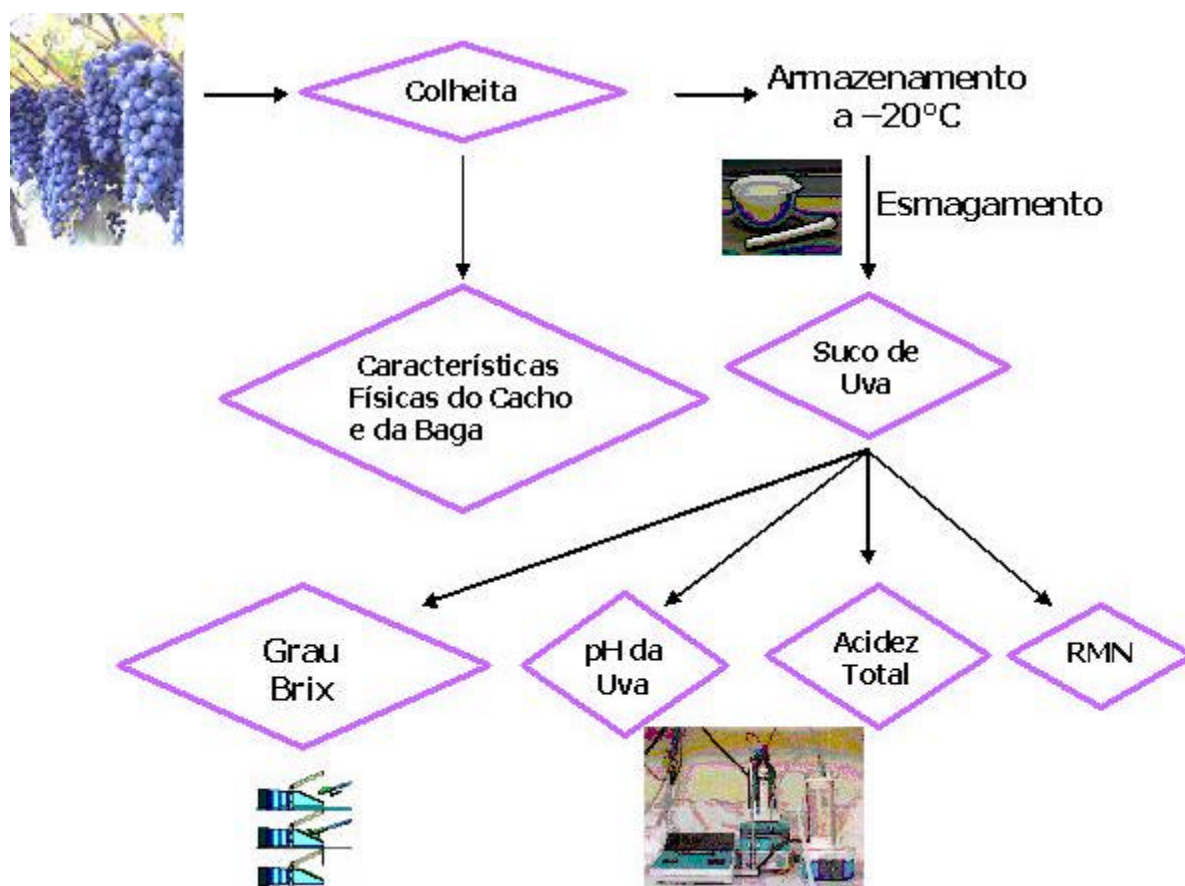 Colheita
Armazenamento
a –20°C
Esmagamento
Características
Físicas do Cacho
e da Baga
Suco de
Uva
Grau
Brix
pH da
Uva
Acidez
Total
RMN